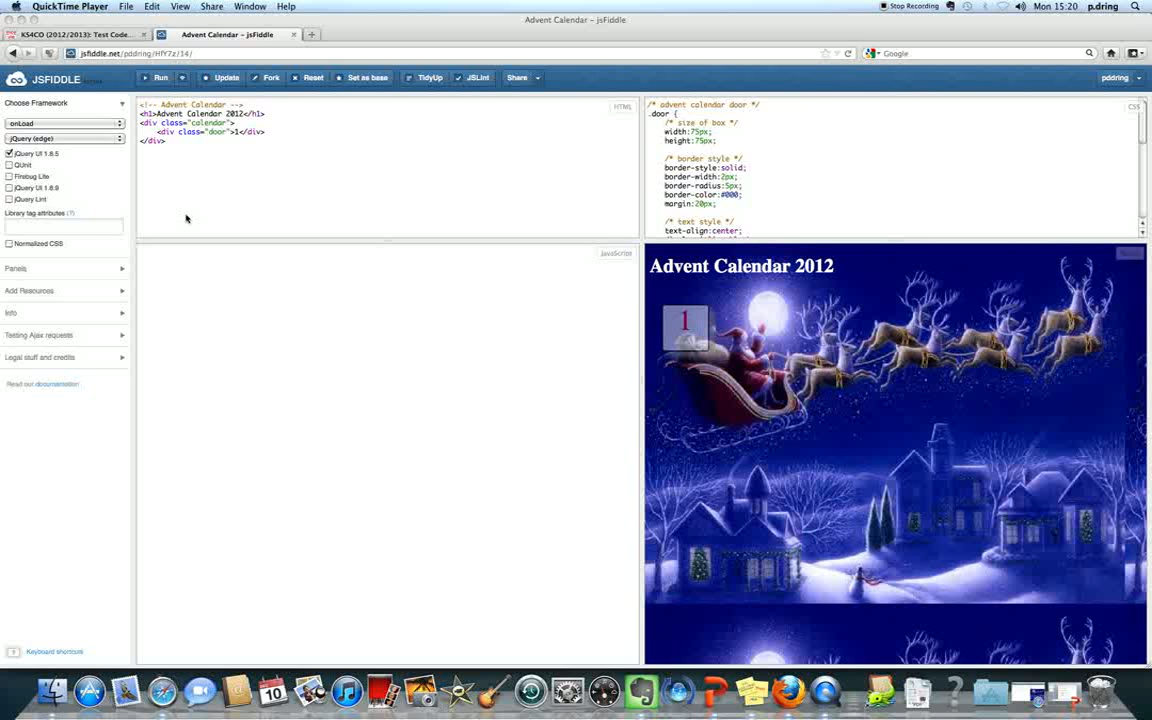 QuickTime Player File Edit View Share Window Help
Stop Recording Mon 15:20 p.dring
Advent Calendar – jsFiddle
KS4CO (2012/2013): Test Code... Advent Calendar – jsFiddle
jsfiddle.net/pddring/HfY7z/14/
Google
JSFIDDLE Run Update Fork Reset Set as base TidyUp JSLint Share pddring
Choose Framework
onLoad
jQuery (edge)
jQuery UI 1.8.5
QUnit
Firebug Lite
jQuery UI 1.8.9
jQuery Lint
Library tag attributes (?)
Normalized CSS
Panels
Add Resources
Info
Testing Ajax requests
Legal stuff and credits
Read our documentation
Keyboard shortcuts
HTML
<!-- Advent Calendar -->
<h1>Advent Calendar 2012</h1>
<div class="calendar">
<div class="door">1</div>
</div>
CSS
/* advent calendar door */
.door {
/* size of box */
width:75px;
height:75px;
/* border style */
border-style:solid;
border-width:2px;
border-radius:5px;
border-color:#000;
margin:20px;
/* text style */
text-align:center;
JavaScript
Advent Calendar 2012
1
10